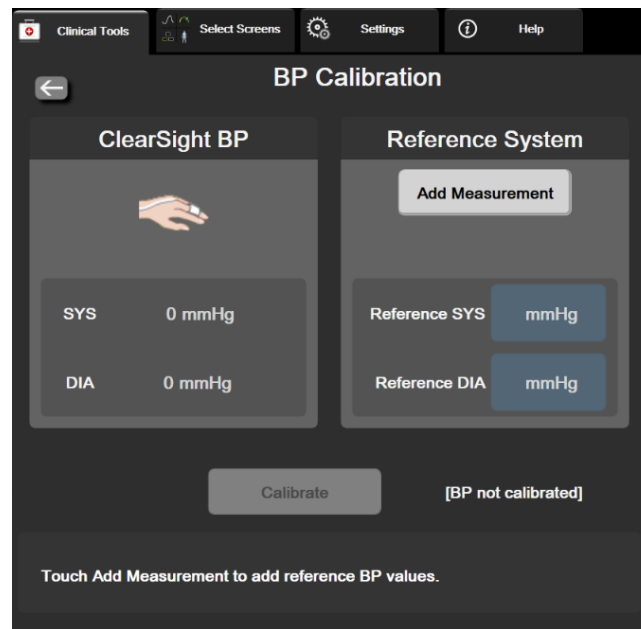 Clinical Tools
Select Screens
Settings
Help
BP Calibration
ClearSight BP
Reference System
Add Measurement
SYS 0 mmHg
Reference SYS mmHg
DIA 0 mmHg
Reference DIA mmHg
Calibrate
[BP not calibrated]
Touch Add Measurement to add reference BP values.